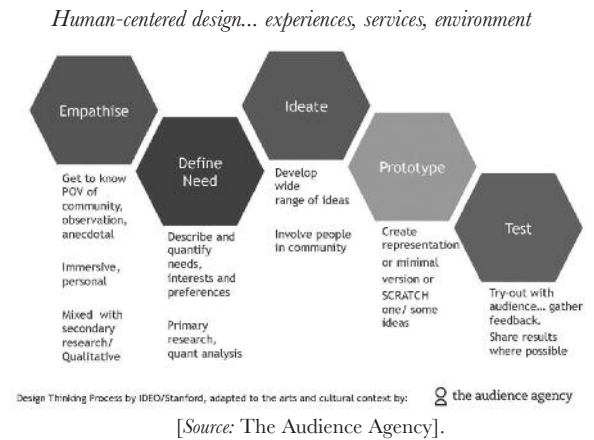 Human-centered design... experiences, services, environment
Empathise
Get to know
POV of
community,
observation,
anecdotal
Immersive,
personal
Mixed with
secondary
research/
Qualitative
Define
Need
Describe and
quantify
needs,
interests and
preferences
Primary
research,
quant analysis
Ideate
Develop
wide
range of ideas
Involve people
in community
Prototype
Create
representation
or minimal
version or
SCRATCH
one/ some
ideas
Test
Try-out with
audience... gather
feedback.
Share results
where possible
Design Thinking Process by IDEO/Stanford, adapted to the arts and cultural context by:
the audience agency
[Source: The Audience Agency].